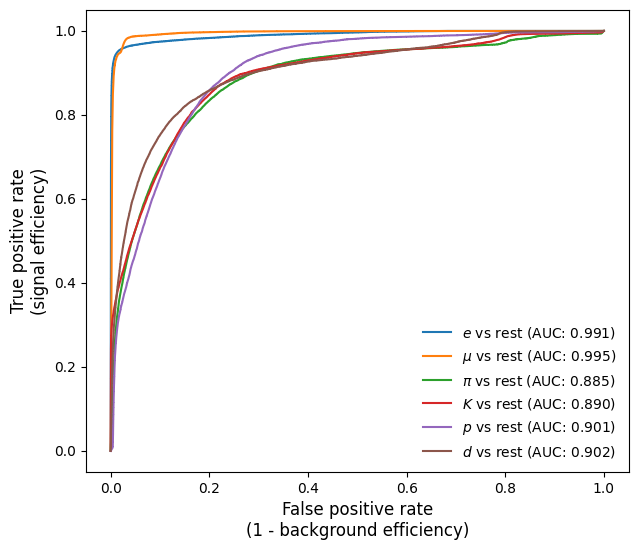 1.0
0.8
0.6
0.4
0.2
0.0
True positive rate
(signal efficiency)
e vs rest (AUC: 0.991)
μ vs rest (AUC: 0.995)
π vs rest (AUC: 0.885)
K vs rest (AUC: 0.890)
p vs rest (AUC: 0.901)
d vs rest (AUC: 0.902)
0.0 0.2 0.4 0.6 0.8 1.0
False positive rate
(1 - background efficiency)